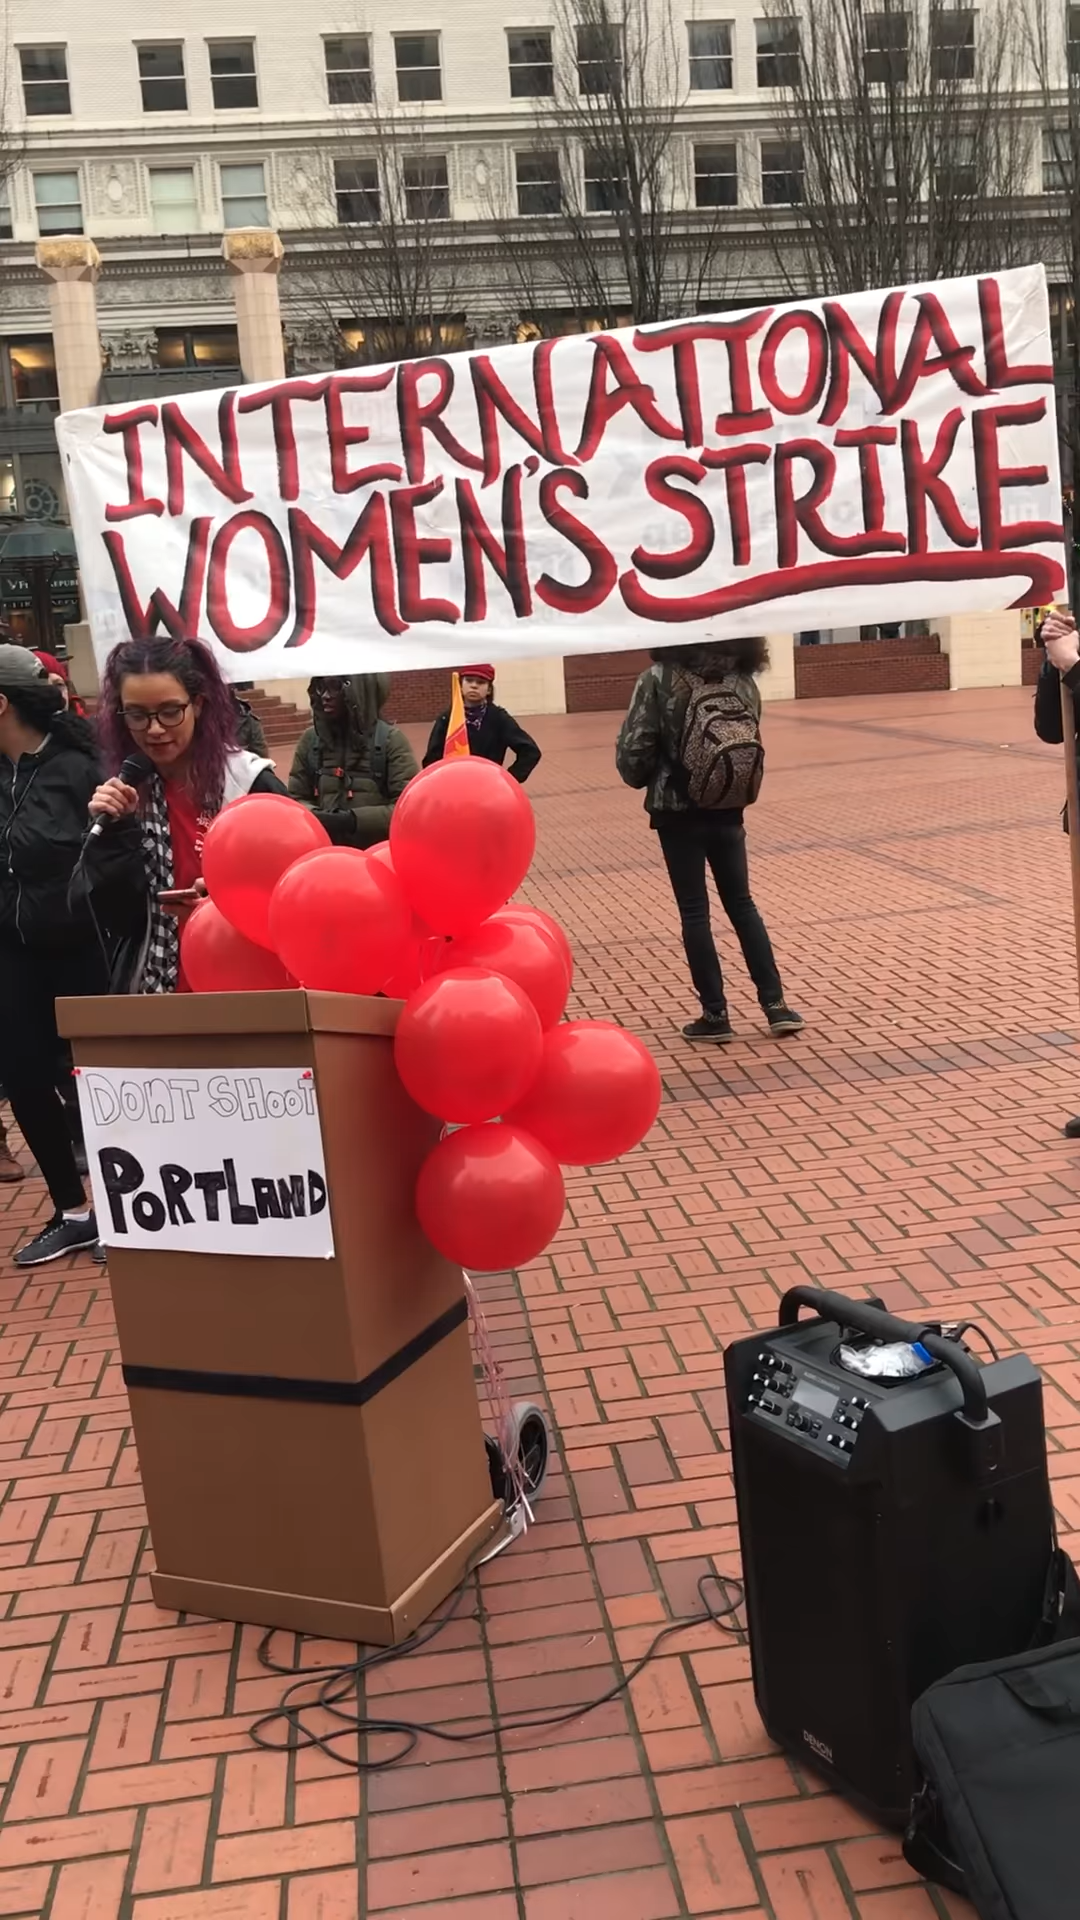 INTERNATIONAL
WOMEN'S STRIKE
DONT SHOOT
PORTLAND
DENON